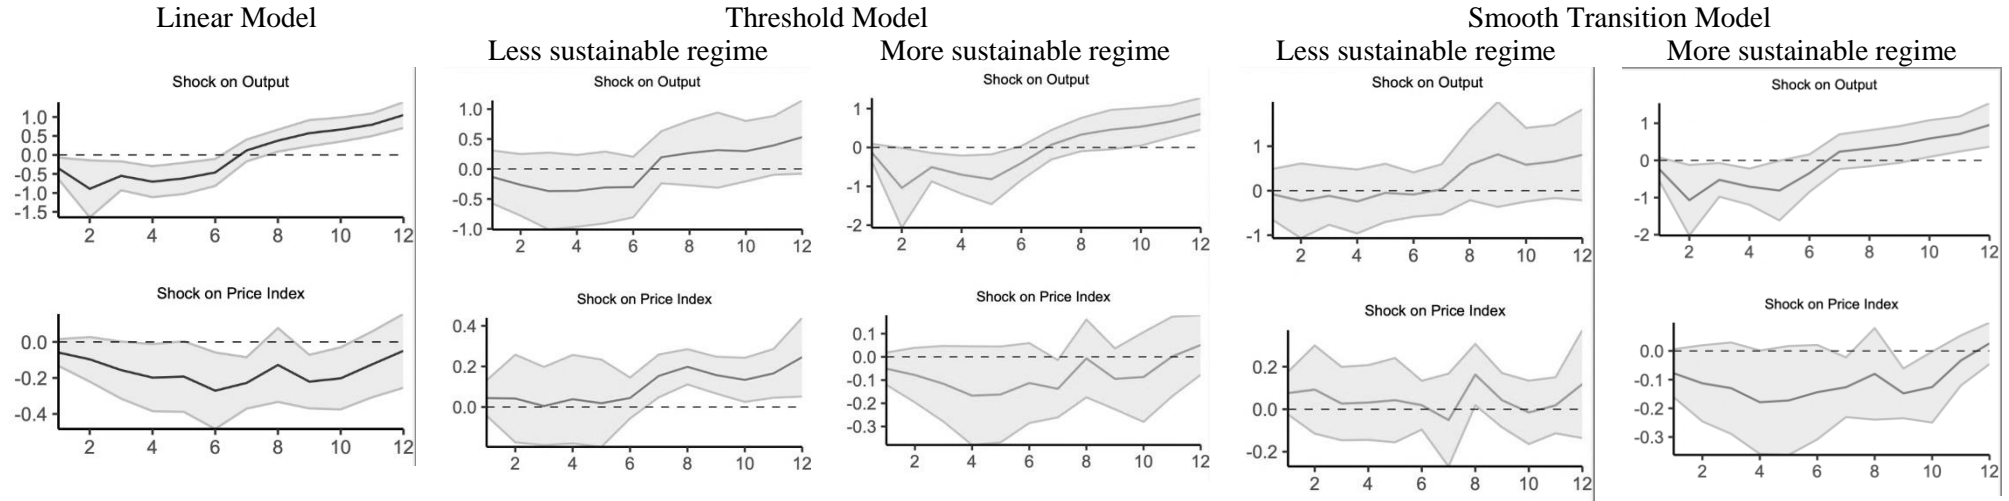 Linear Model
Threshold Model
Smooth Transition Model
Less sustainable regime
More sustainable regime
Less sustainable regime
More sustainable regime
Shock on Output
1.0
0.5
0.0
-0.5
-1.0
-1.5
2 4 6 8 10 12
Shock on Output
1.0
0.5
0.0
-0.5
-1.0
2 4 6 8 10 12
Shock on Output
1
0
-1
-2
2 4 6 8 10 12
Shock on Output
1
0
-1
2 4 6 8 10 12
Shock on Output
1
0
-1
-2
2 4 6 8 10 12
Shock on Price Index
0.0
-0.2
-0.4
2 4 6 8 10 12
Shock on Price Index
0.4
0.2
0.0
2 4 6 8 10 12
Shock on Price Index
0.1
0.0
-0.1
-0.2
-0.3
2 4 6 8 10 12
Shock on Price Index
0.2
0.0
-0.2
2 4 6 8 10 12
Shock on Price Index
0.0
-0.1
-0.2
-0.3
2 4 6 8 10 12